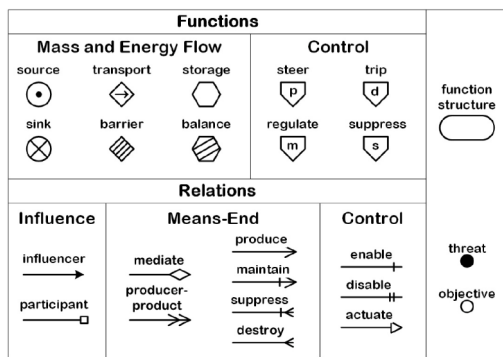 Functions
Mass and Energy Flow
Control
source transport storage
steer trip
function
structure
sink barrier balance
regulate suppress
p
d
m
s
Relations
Influence
Means-End
Control
influencer
participant
mediate
producer-
product
produce
maintain
suppress
destroy
enable
disable
actuate
threat
objective